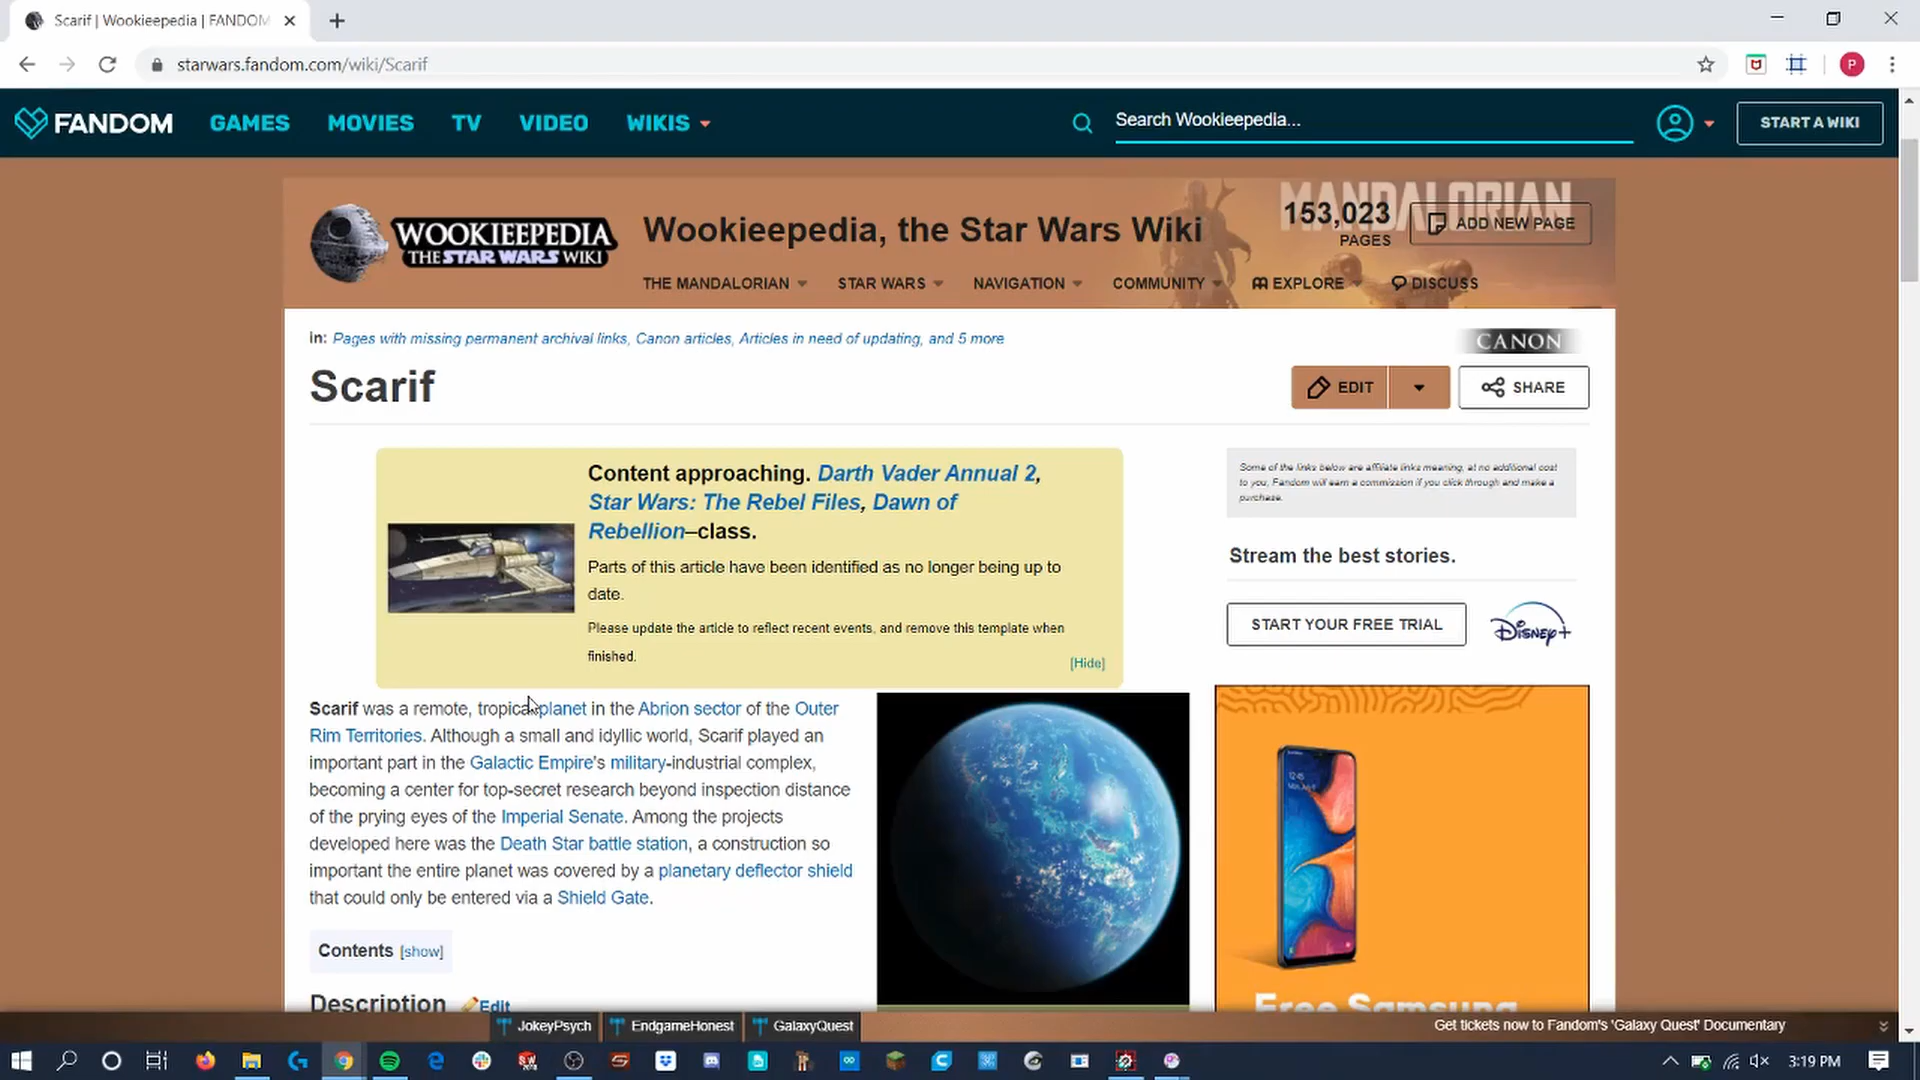 Scarif | Wookieepedia | FANDOM
starwars.fandom.com/wiki/Scarif
P
FANDOM
GAMES
MOVIES
TV
VIDEO
WIKIS
Search Wookieepedia...
START A WIKI
WOOKIEEPEDIA
THE STAR WARS WIKI
Wookieepedia, the Star Wars Wiki
MANDALORIAN
153,023
PAGES
ADD NEW PAGE
THE MANDALORIAN
STAR WARS
NAVIGATION
COMMUNITY
EXPLORE
DISCUSS
In: Pages with missing permanent archival links, Canon articles, Articles in need of updating, and 5 more
CANON
Scarif
EDIT
SHARE
Content approaching. Darth Vader Annual 2,
Star Wars: The Rebel Files, Dawn of
Rebellion–class.
Parts of this article have been identified as no longer being up to
date.
Please update the article to reflect recent events, and remove this template when
finished.
[Hide]
Some of the links below are affiliate links meaning, at no additional cost
to you, Fandom will earn a commission if you click through and make a
purchase.
Stream the best stories.
START YOUR FREE TRIAL
Disney+
Scarif was a remote, tropical planet in the Abrion sector of the Outer
Rim Territories. Although a small and idyllic world, Scarif played an
important part in the Galactic Empire's military-industrial complex,
becoming a center for top-secret research beyond inspection distance
of the prying eyes of the Imperial Senate. Among the projects
developed here was the Death Star battle station, a construction so
important the entire planet was covered by a planetary deflector shield
that could only be entered via a Shield Gate.
Contents [show]
Description Edit
12:45
Free Samsung
JokeyPsych
EndgameHonest
GalaxyQuest
Get tickets now to Fandom's 'Galaxy Quest' Documentary
3:19 PM